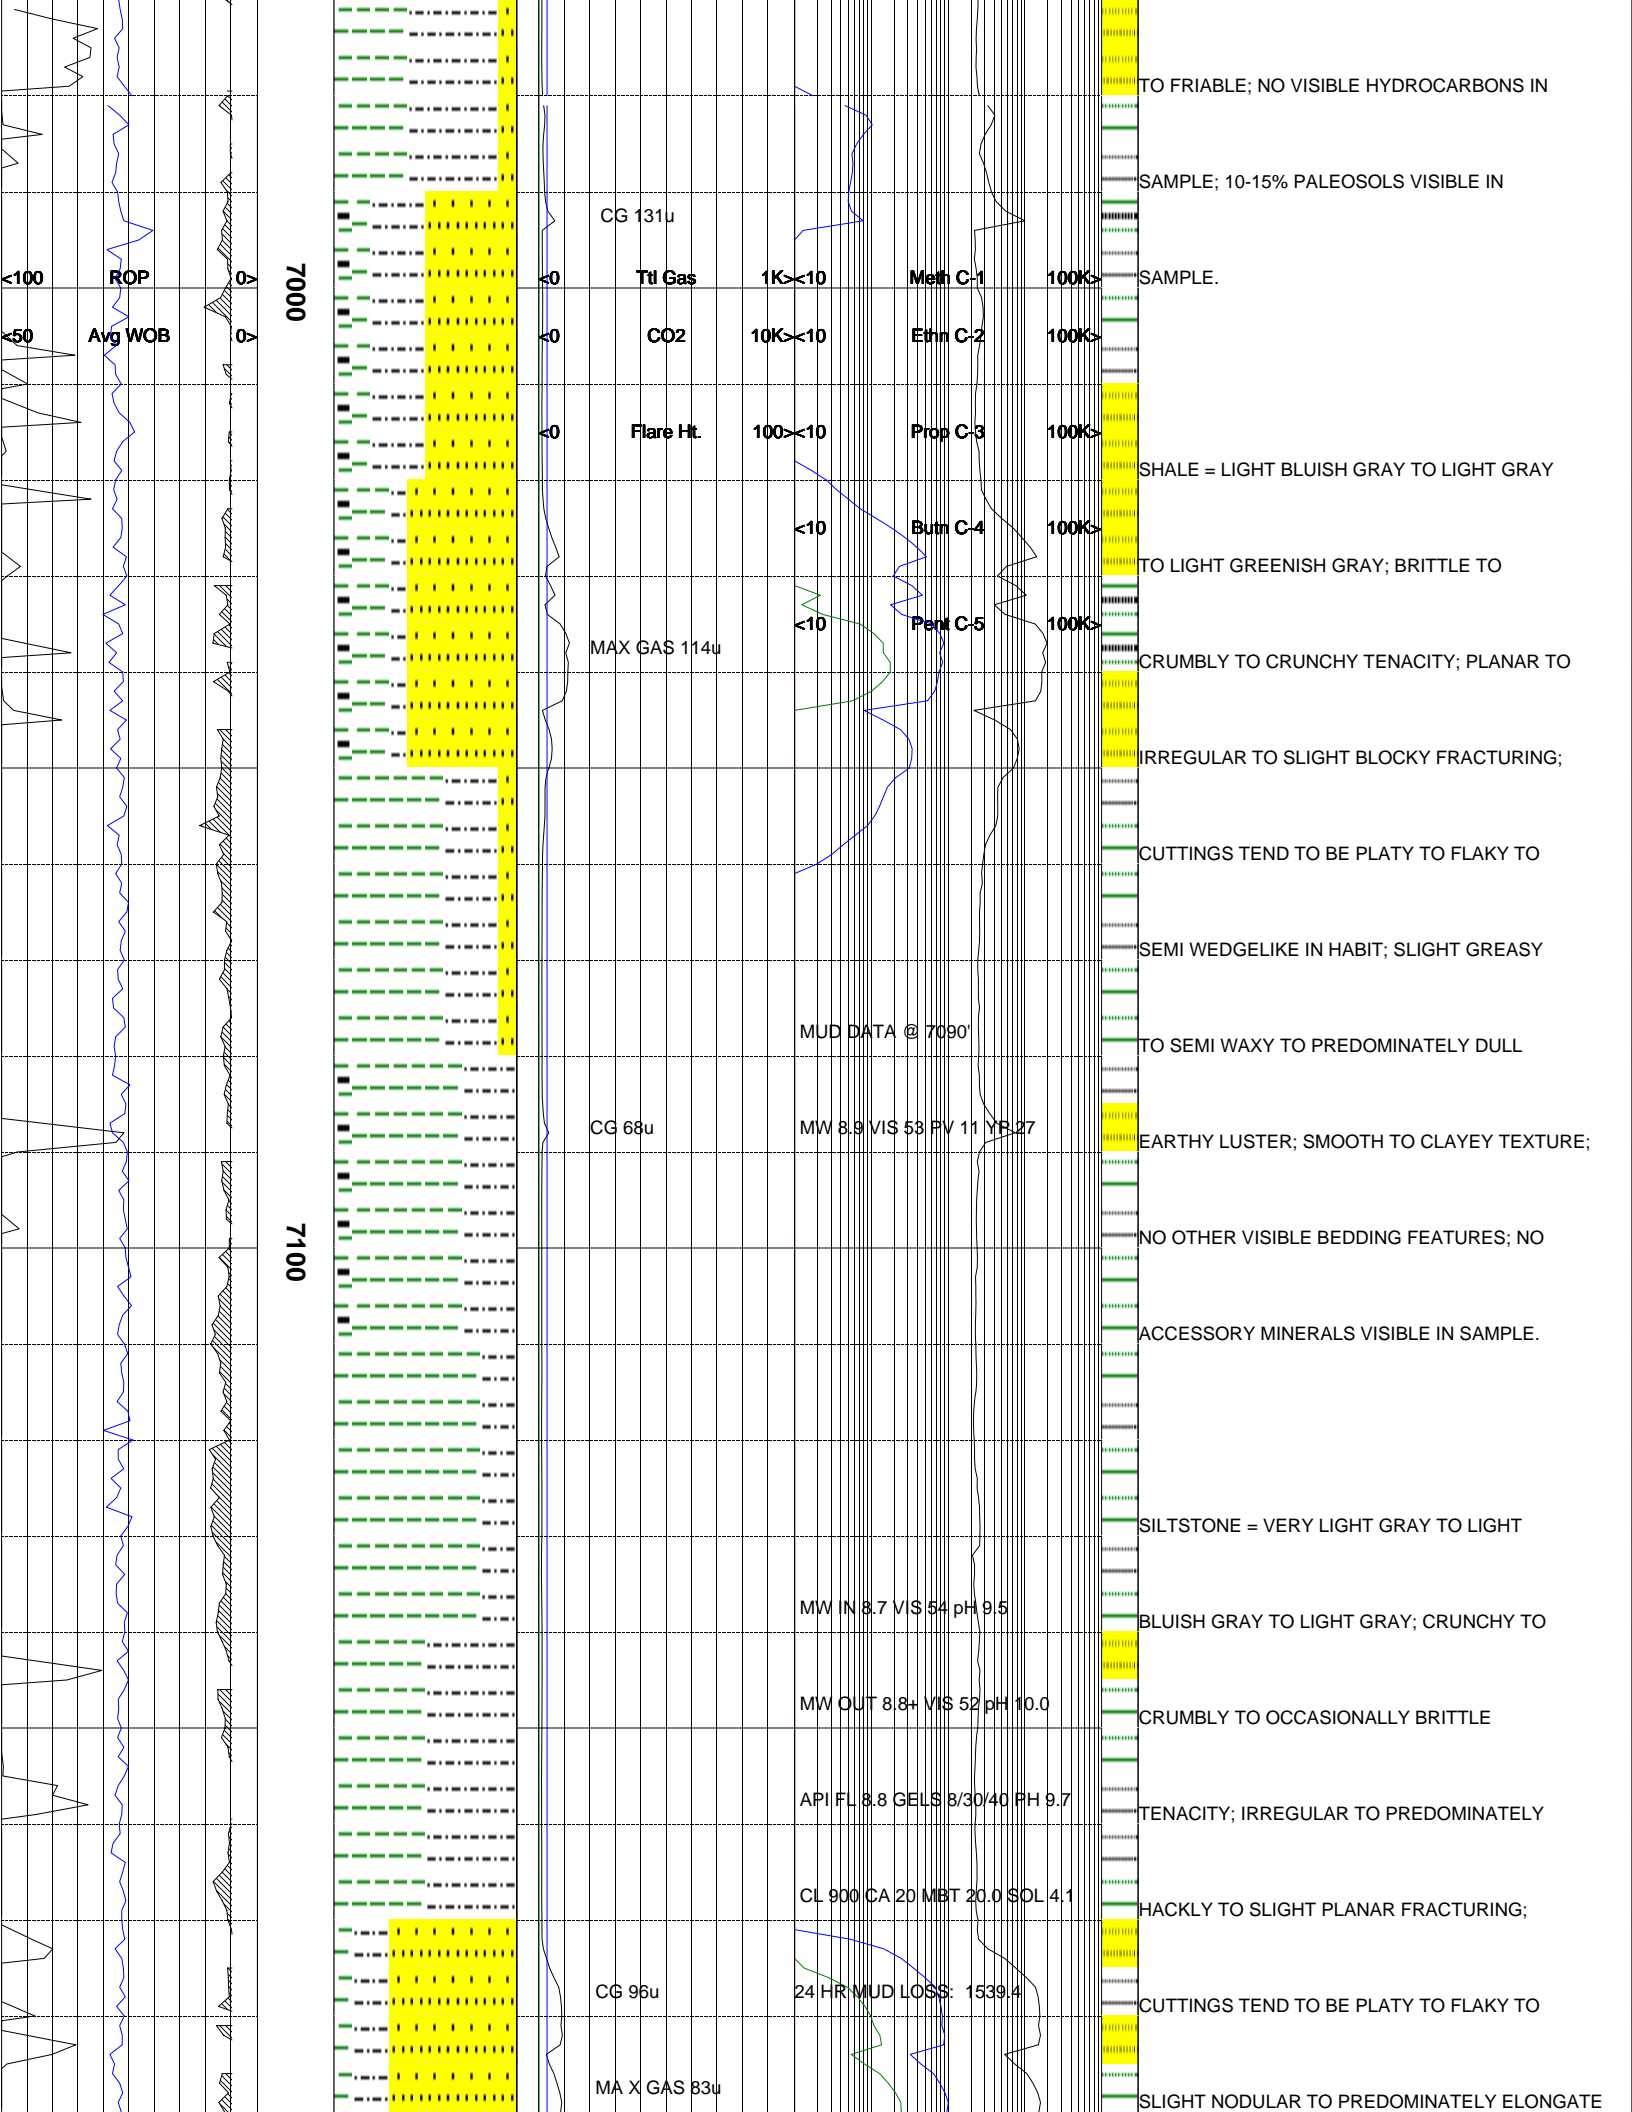 TO FRIABLE; NO VISIBLE HYDROCARBONS IN
SAMPLE; 10-15% PALEOSOLS VISIBLE IN
CG 131u
<100 ROP 0>
7000
<0 Ttl Gas 1K>
<10 Meth C-1 100K>
SAMPLE.
<50 Avg WOB 0>
<0 CO2 10K>
<10 Ethn C-2 100K>
<0 Flare Ht. 100>
<10 Prop C-3 100K>
SHALE = LIGHT BLUISH GRAY TO LIGHT GRAY
<10 Butn C-4 100K>
TO LIGHT GREENISH GRAY; BRITTLE TO
<10 Pent C-5 100K>
MAX GAS 114u
CRUMBLY TO CRUNCHY TENACITY; PLANAR TO
IRREGULAR TO SLIGHT BLOCKY FRACTURING;
CUTTINGS TEND TO BE PLATY TO FLAKY TO
SEMI WEDGELIKE IN HABIT; SLIGHT GREASY
MUD DATA @ 7090'
TO SEMI WAXY TO PREDOMINATELY DULL
CG 68u
MW 8.9 VIS 53 PV 11 YP 27
EARTHY LUSTER; SMOOTH TO CLAYEY TEXTURE;
7100
NO OTHER VISIBLE BEDDING FEATURES; NO
ACCESSORY MINERALS VISIBLE IN SAMPLE.
SILTSTONE = VERY LIGHT GRAY TO LIGHT
MW IN 8.7 VIS 54 pH 9.5
BLUISH GRAY TO LIGHT GRAY; CRUNCHY TO
MW OUT 8.8+ VIS 52 pH 10.0
CRUMBLY TO OCCASIONALLY BRITTLE
API FL 8.8 GELS 8/30/40 PH 9.7
TENACITY; IRREGULAR TO PREDOMINATELY
CL 900 CA 20 MBT 20.0 SOL 4.1
HACKLY TO SLIGHT PLANAR FRACTURING;
CG 96u
24 HR MUD LOSS: 1539.4
CUTTINGS TEND TO BE PLATY TO FLAKY TO
MA X GAS 83u
SLIGHT NODULAR TO PREDOMINATELY ELONGATE